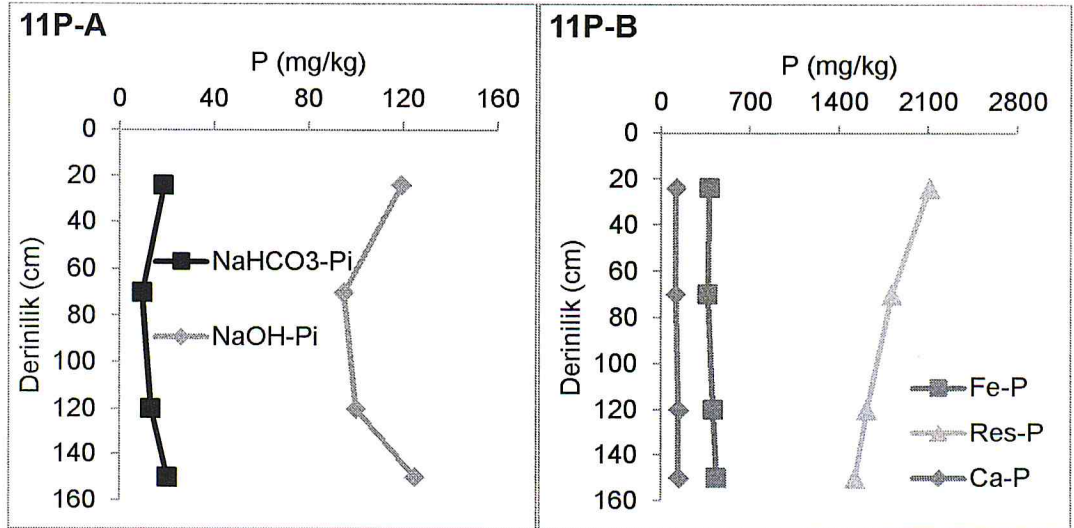 11P-A
P (mg/kg)
0 40 80 120 160
0
20
40
60
80
100
120
140
160
Derinilik (cm)
NaHCO3-Pi
NaOH-Pi
11P-B
P (mg/kg)
0 700 1400 2100 2800
0
20
40
60
80
100
120
140
160
Derinilik (cm)
Fe-P
Res-P
Ca-P